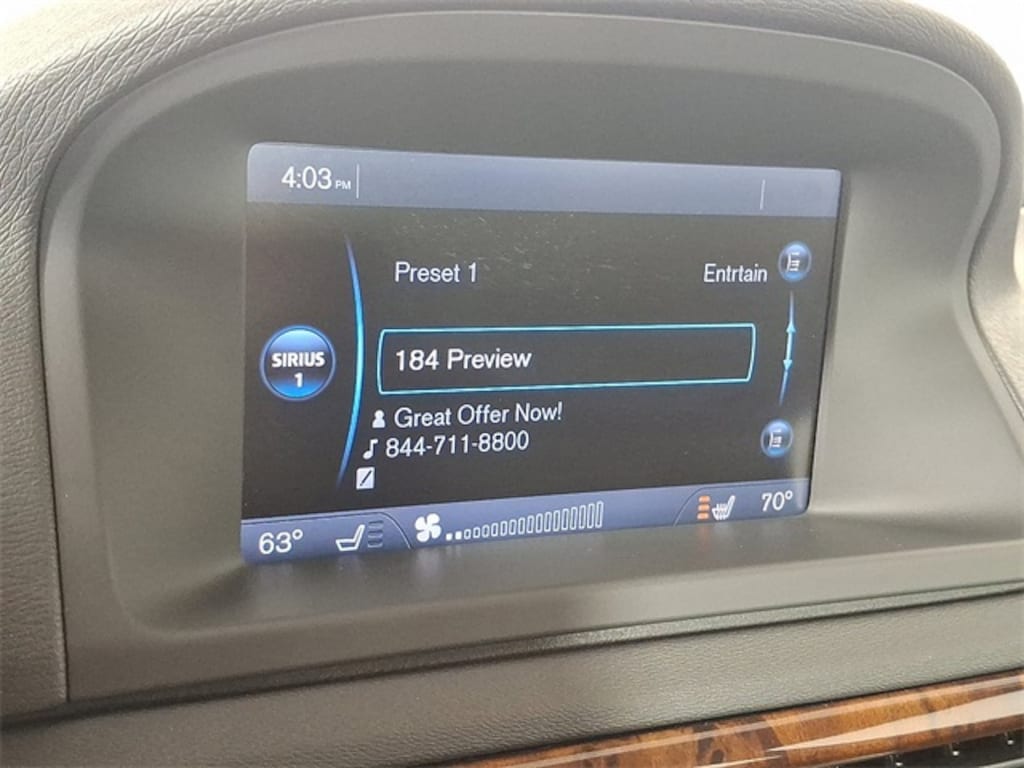 4:03 PM
Preset 1 Entrtain
SIRIUS
1
184 Preview
Great Offer Now!
844-711-8800
63° 70°